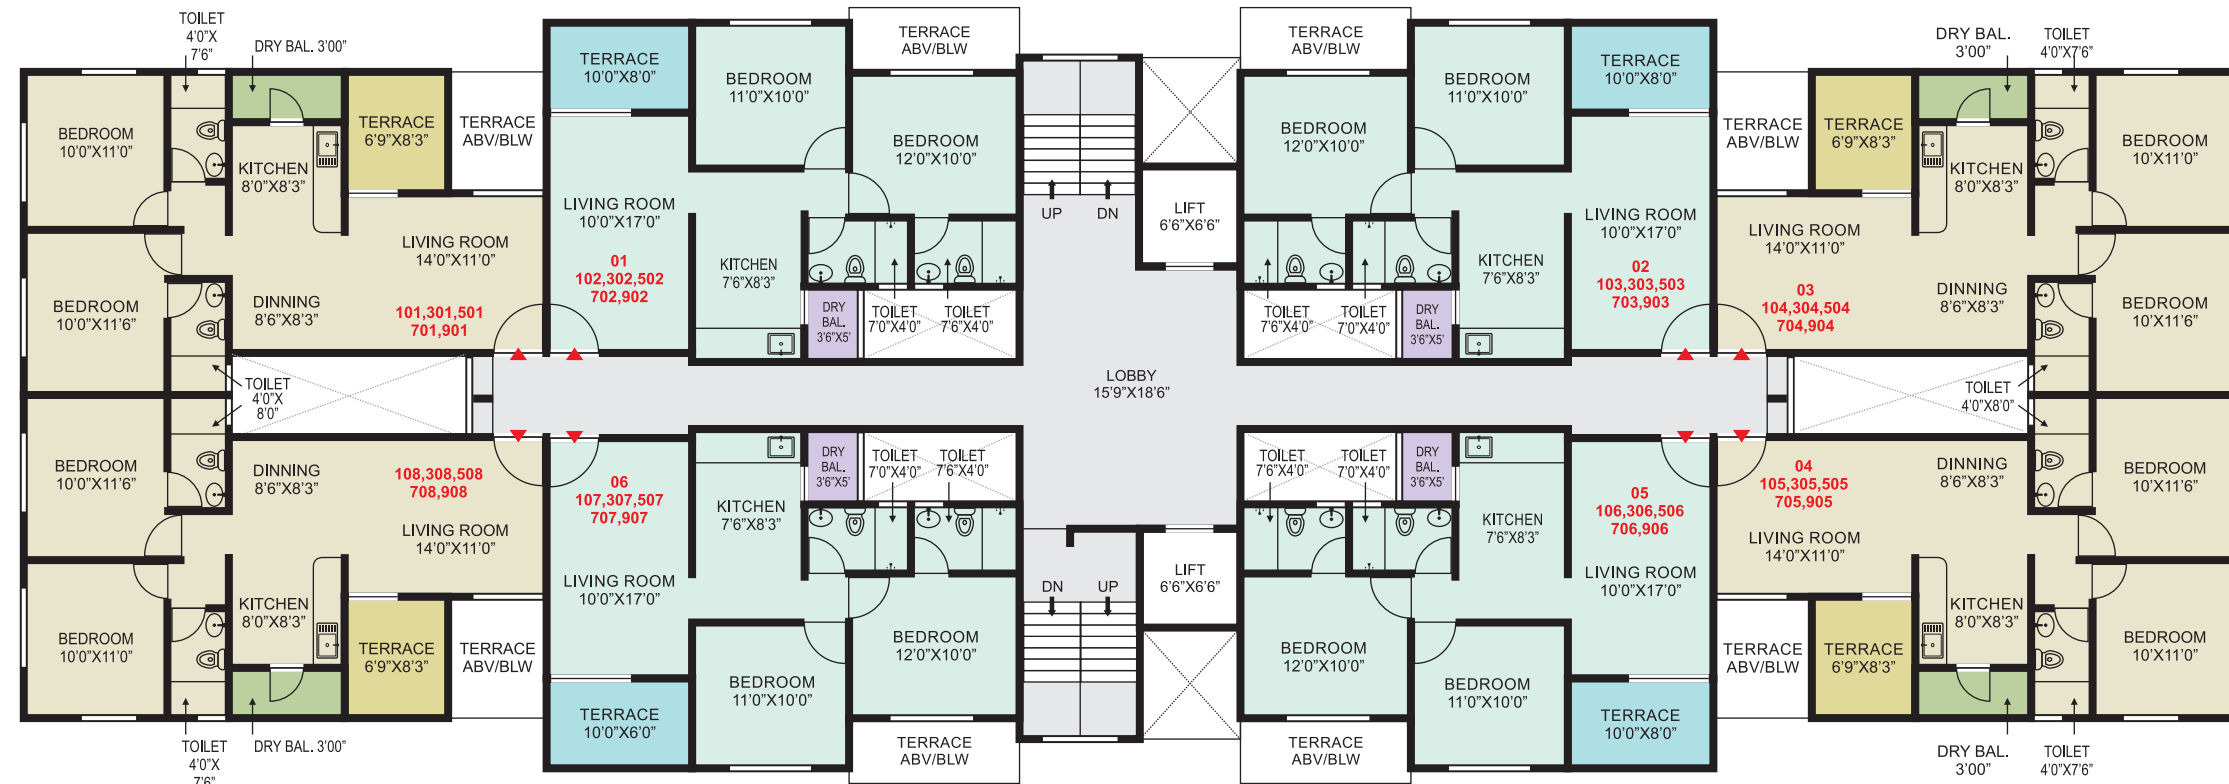 TOILET
4'0"X
7'6"
DRY BAL. 3'00"
BEDROOM
10'0"X11'0"
KITCHEN
8'0"X8'3"
TERRACE
6'9"X8'3"
TERRACE
ABV/BLW
LIVING ROOM
14'0"X11'0"
BEDROOM
10'0"X11'6"
DINNING
8'6"X8'3"
101,301,501
701,901
TOILET
4'0"X
8'0"
TERRACE
10'0"X8'0"
BEDROOM
11'0"X10'0"
TERRACE
ABV/BLW
BEDROOM
12'0"X10'0"
LIVING ROOM
10'0"X17'0"
01
102,302,502
702,902
KITCHEN
7'6"X8'3"
DRY
BAL.
3'6"X5'
TOILET
7'0"X4'0"
TOILET
7'6"X4'0"
UP
DN
LIFT
6'6"X6'6"
LOBBY
15'9"X18'6"
TERRACE
ABV/BLW
BEDROOM
12'0"X10'0"
BEDROOM
11'0"X10'0"
TERRACE
10'0"X8'0"
LIVING ROOM
10'0"X17'0"
02
103,303,503
703,903
KITCHEN
7'6"X8'3"
TOILET
7'6"X4'0"
TOILET
7'0"X4'0"
DRY
BAL.
3'6"X5'
TERRACE
ABV/BLW
TERRACE
6'9"X8'3"
DRY BAL.
3'00"
TOILET
4'0"X7'6"
KITCHEN
8'0"X8'3"
BEDROOM
10'X11'0"
LIVING ROOM
14'0"X11'0"
03
104,304,504
704,904
DINNING
8'6"X8'3"
BEDROOM
10'X11'6"
TOILET
4'0"X8'0"
BEDROOM
10'0"X11'6"
DINNING
8'6"X8'3"
108,308,508
708,908
LIVING ROOM
14'0"X11'0"
BEDROOM
10'0"X11'0"
KITCHEN
8'0"X8'3"
TERRACE
6'9"X8'3"
TERRACE
ABV/BLW
TOILET
4'0"X
7'6"
DRY BAL. 3'00"
06
107,307,507
707,907
LIVING ROOM
10'0"X17'0"
KITCHEN
7'6"X8'3"
DRY
BAL.
3'6"X5'
TOILET
7'0"X4'0"
TOILET
7'6"X4'0"
BEDROOM
12'0"X10'0"
BEDROOM
11'0"X10'0"
TERRACE
10'0"X6'0"
TERRACE
ABV/BLW
DN
UP
LIFT
6'6"X6'6"
TOILET
7'6"X4'0"
TOILET
7'0"X4'0"
DRY
BAL.
3'6"X5'
KITCHEN
7'6"X8'3"
05
106,306,506
706,906
LIVING ROOM
10'0"X17'0"
BEDROOM
12'0"X10'0"
BEDROOM
11'0"X10'0"
TERRACE
10'0"X8'0"
TERRACE
ABV/BLW
04
105,305,505
705,905
DINNING
8'6"X8'3"
BEDROOM
10'X11'6"
LIVING ROOM
14'0"X11'0"
TERRACE
ABV/BLW
TERRACE
6'9"X8'3"
KITCHEN
8'0"X8'3"
BEDROOM
10'X11'0"
DRY BAL.
3'00"
TOILET
4'0"X7'6"